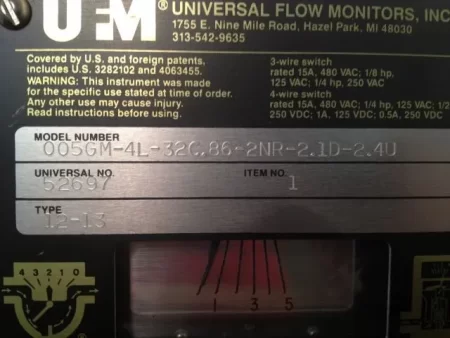 UFM ® UNIVERSAL FLOW MONITORS, INC
1755 E. Nine Mile Road, Hazel Park, MI 48030
313-542-9635
Covered by U.S. and foreign patents,
includes U.S. 3282102 and 4063455.
WARNING: This instrument was made
for the specific use stated at time of order.
Any other use may cause injury.
Read instructions before using.
3-wire switch
rated 15A, 480 VAC; 1/8 hp,
125 VAC; 1/4 hp, 250 VAC
4-wire switch
rated 15A, 480 VAC; 1/4 hp, 125 VAC; 1/2
250 VDC; 1A, 125 VDC; 0.5A, 250 VDC
MODEL NUMBER
005GM-4L-32C.86-2NR-2.1D-2.4U
UNIVERSAL NO. 52697 ITEM NO. 1
TYPE
12-13
1 3 5
4 3 2 1 0
®